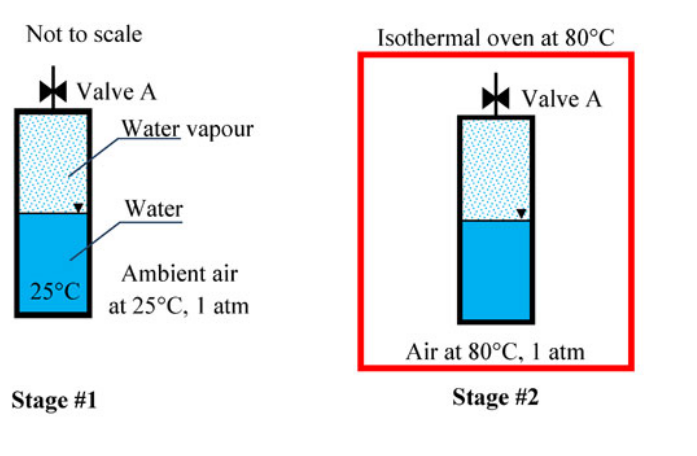 Not to scale
Valve A
Water vapour
Water
25°C
Ambient air
at 25°C, 1 atm
Stage #1
Isothermal oven at 80°C
Valve A
Air at 80°C, 1 atm
Stage #2